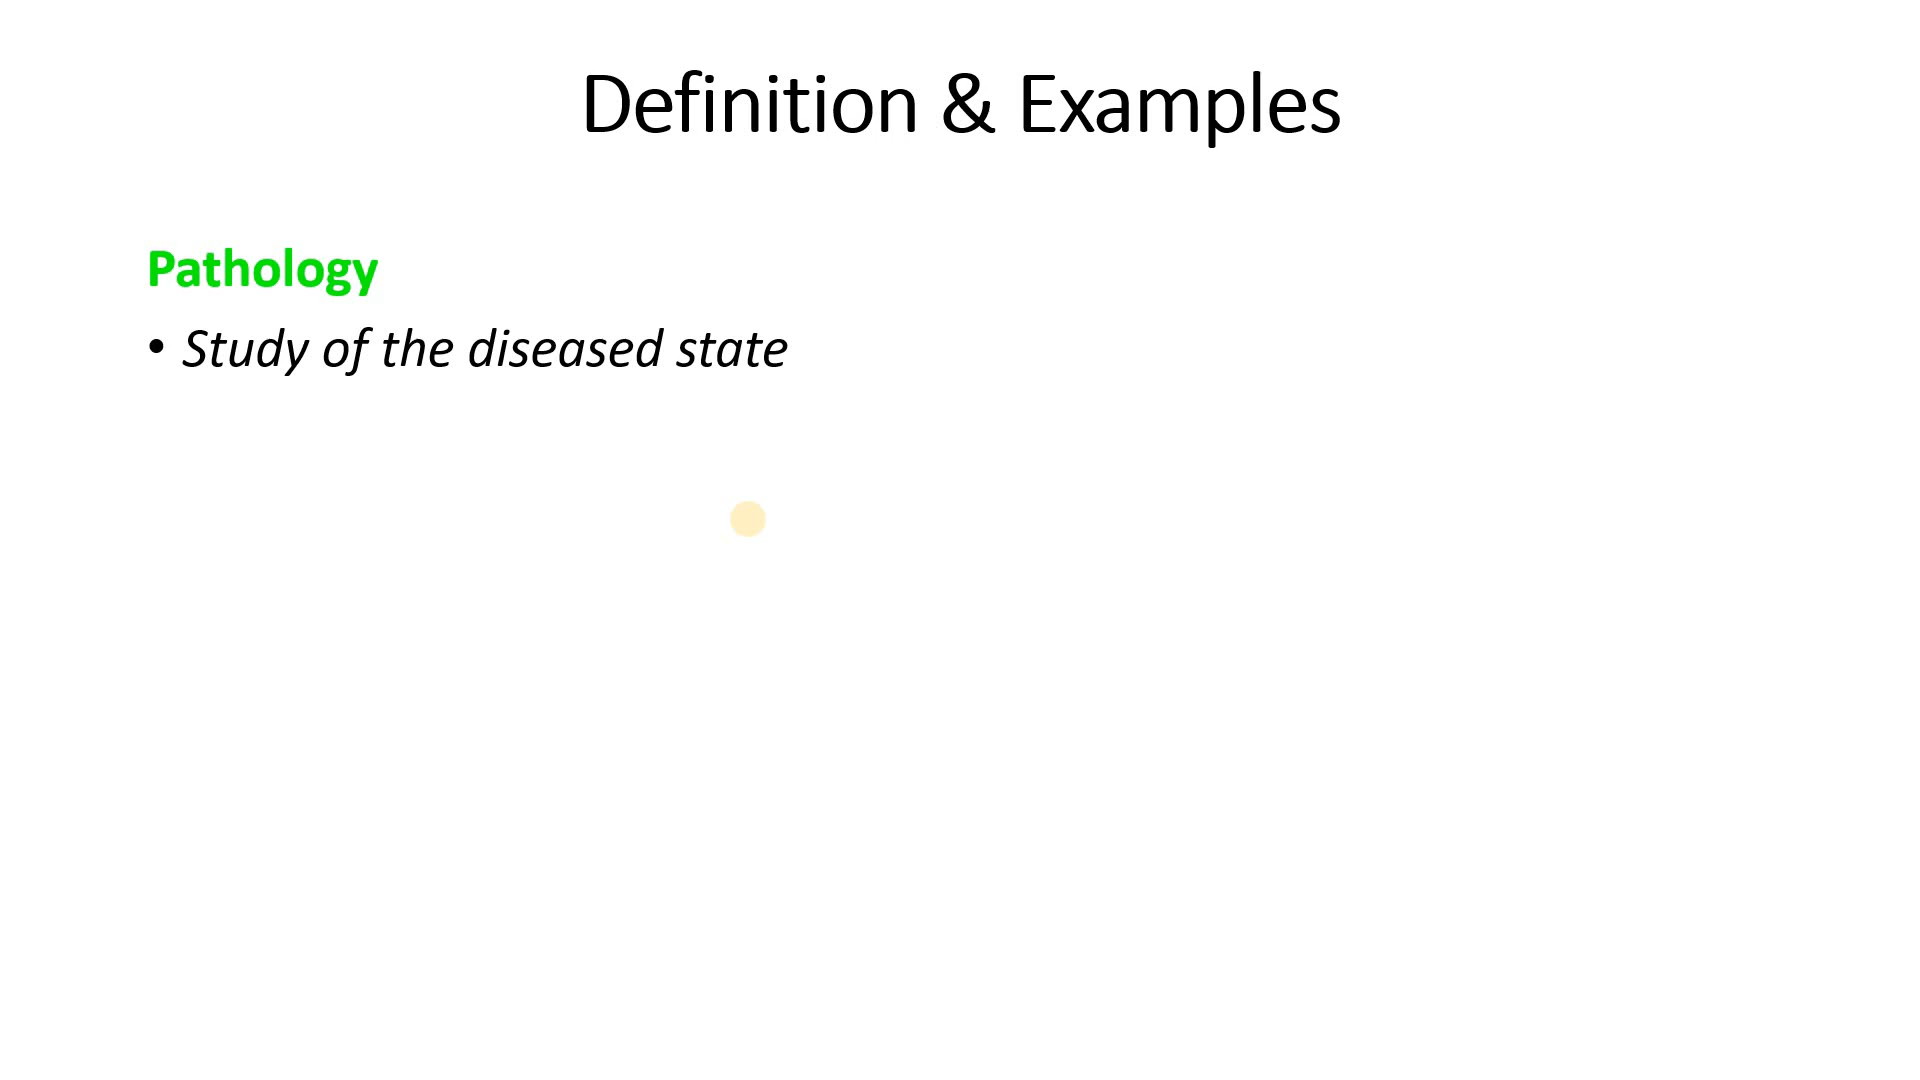 Definition & Examples
Pathology
• Study of the diseased state